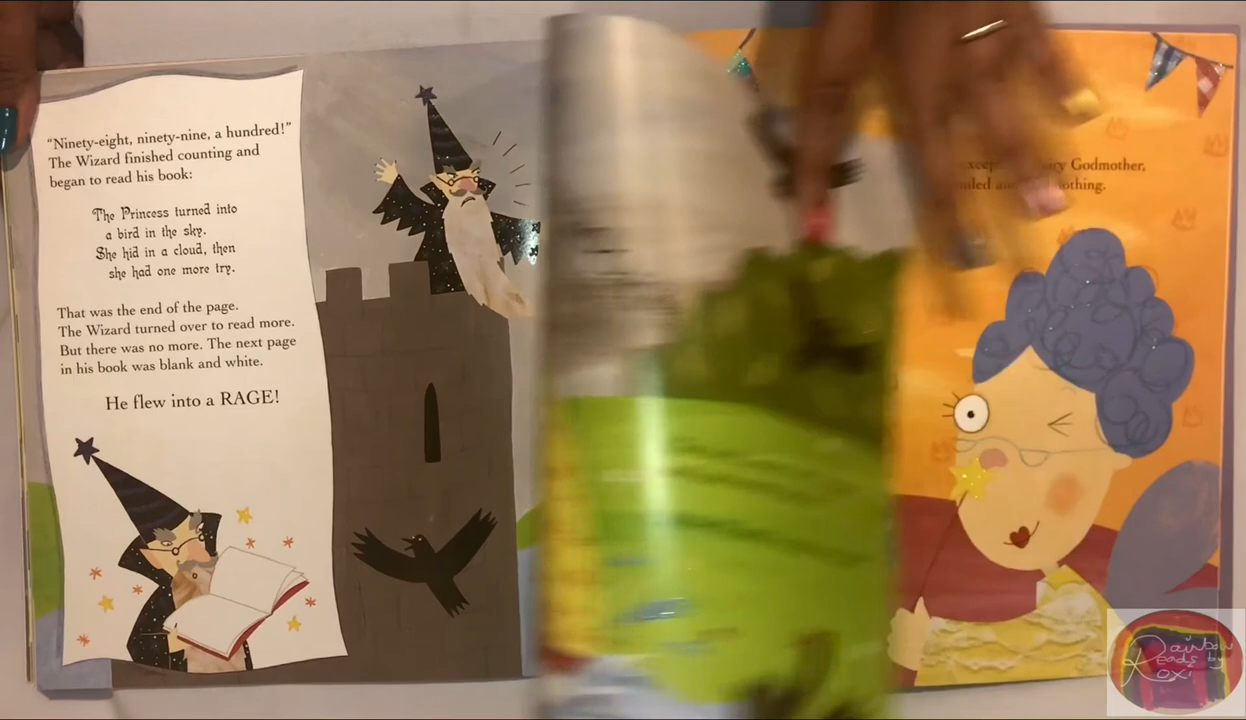 "Ninety-eight, ninety-nine, a hundred!"
The Wizard finished counting and
began to read his book:
The Princess turned into
a bird in the sky.
She hid in a cloud, then
she had one more try.
That was the end of the page.
The Wizard turned over to read more.
But there was no more. The next page
in his book was blank and white.
He flew into a RAGE!
Godmother,
Rainbow
Reads by
Roxi